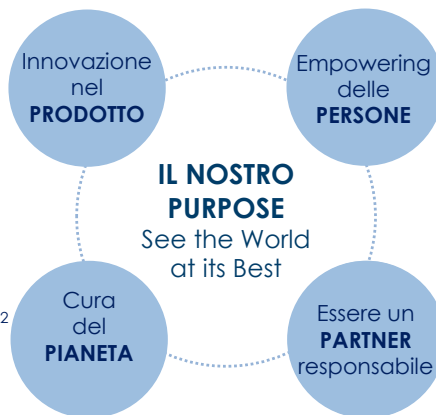 Innovazione
nel
PRODOTTO
Empowering
delle
PERSONE
IL NOSTRO
PURPOSE
See the World
at its Best
2
Cura
del
PIANETA
Essere un
PARTNER
responsabile